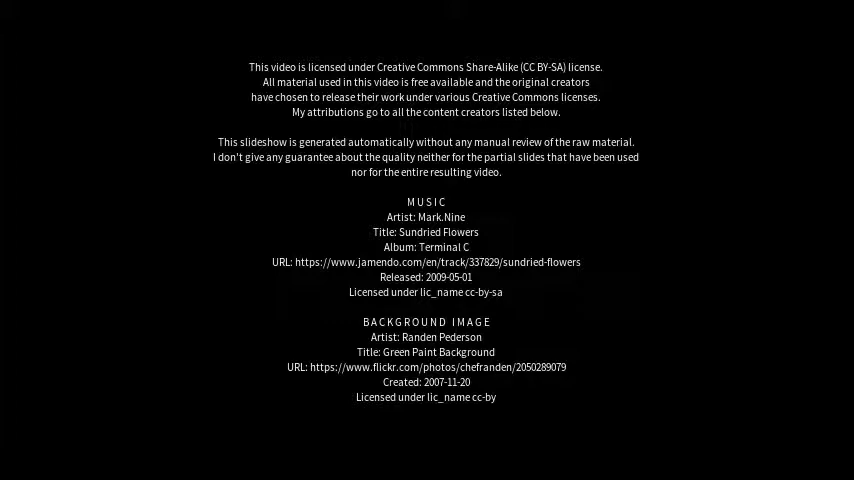 This video is licensed under Creative Commons Share-Alike (CC BY-SA) license.
All material used in this video is free available and the original creators
have chosen to release their work under various Creative Commons licenses.
My attributions go to all the content creators listed below.
This slideshow is generated automatically without any manual review of the raw material.
I don't give any guarantee about the quality neither for the partial slides that have been used
nor for the entire resulting video.
MUSIC
Artist: Mark.Nine
Title: Sundried Flowers
Album: Terminal C
URL: https://www.jamendo.com/en/track/337829/sundried-flowers
Released: 2009-05-01
Licensed under lic_name cc-by-sa
BACKGROUND IMAGE
Artist: Randen Pederson
Title: Green Paint Background
URL: https://www.flickr.com/photos/chefranden/2050289079
Created: 2007-11-20
Licensed under lic_name cc-by